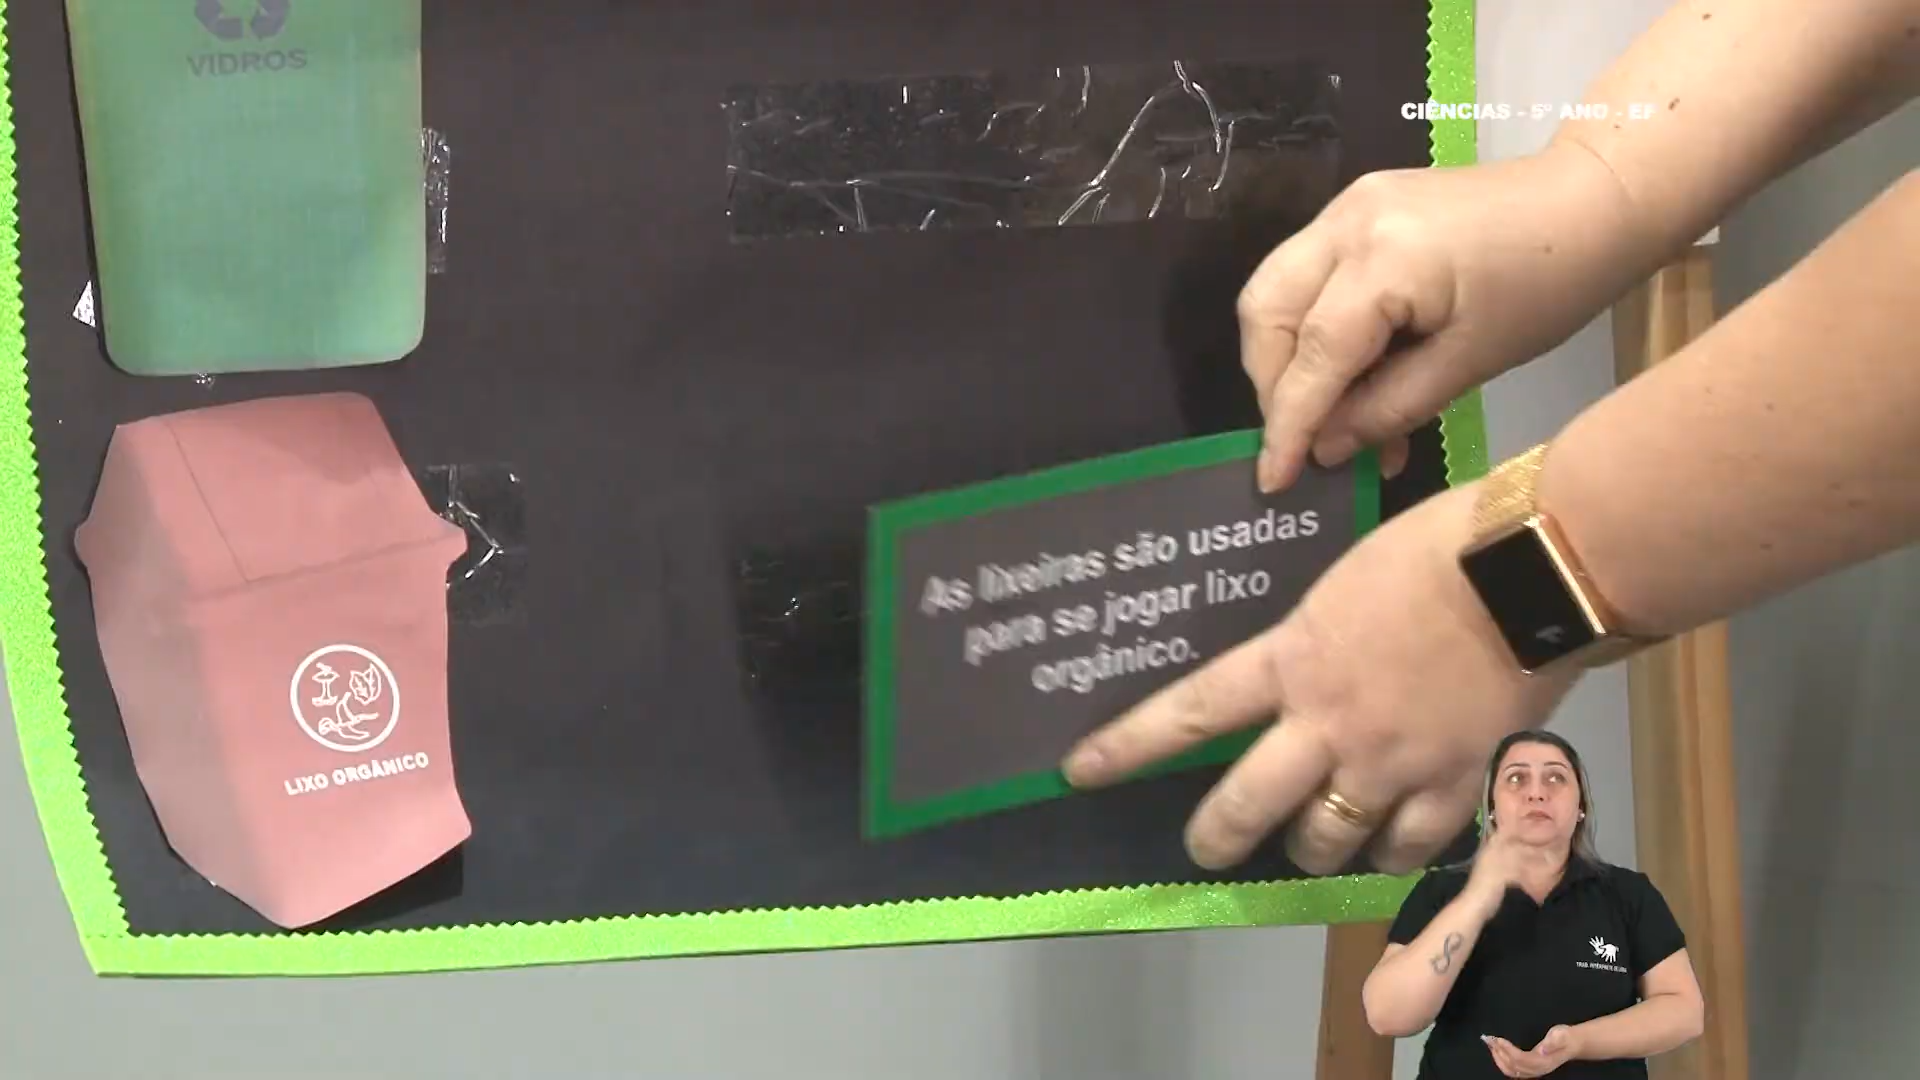 VIDROS
CIÊNCIAS - 5º ANO - EF
As lixeiras são usadas
para se jogar lixo
orgânico.
LIXO ORGÂNICO